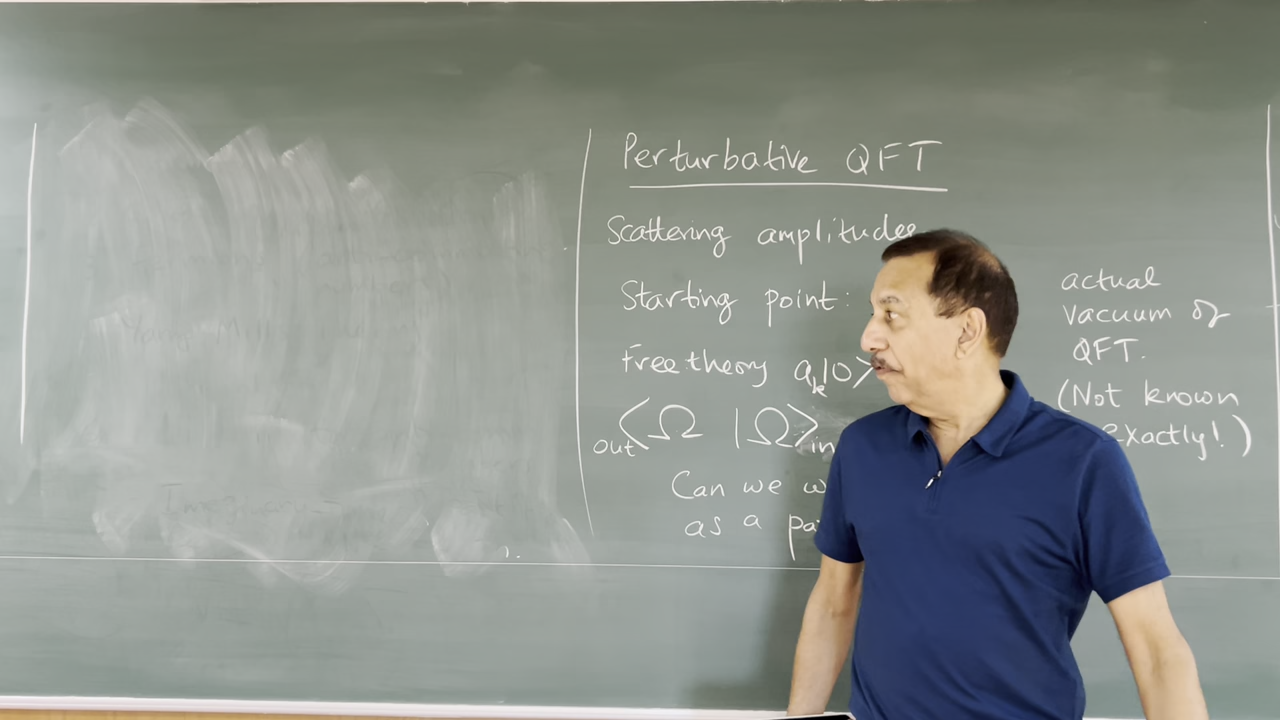 Perturbative QFT
Scattering amplitudes
Starting point:
Free theory a_k|0>
out<Ω |Ω>in
Can we w
as a pa
actual
vacuum of
QFT.
(Not known
exactly!)